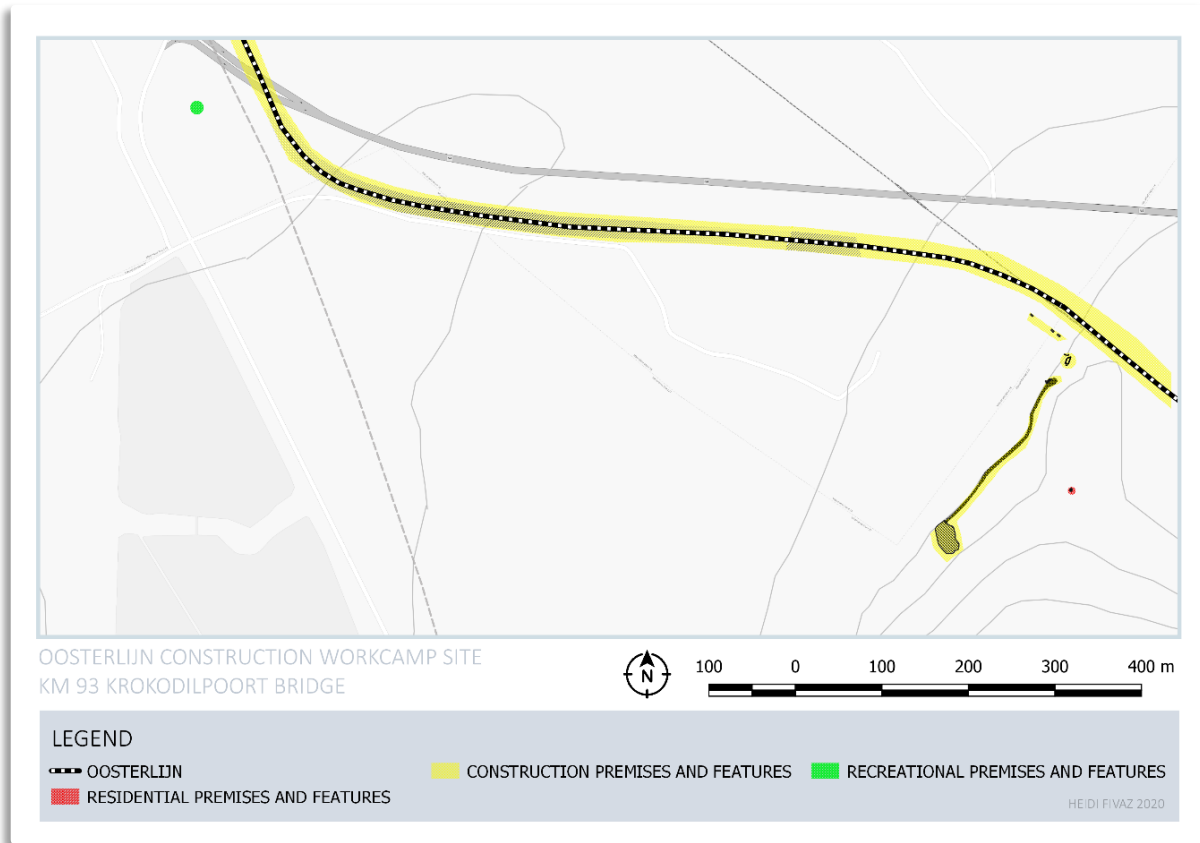 OOSTERLIJN CONSTRUCTION WORKCAMP SITE
KM 93 KROKODILPOORT BRIDGE
N
100 0 100 200 300 400 m
LEGEND
OOSTERLIJN
CONSTRUCTION PREMISES AND FEATURES
RECREATIONAL PREMISES AND FEATURES
RESIDENTIAL PREMISES AND FEATURES
HEIDI FIVAZ 2020